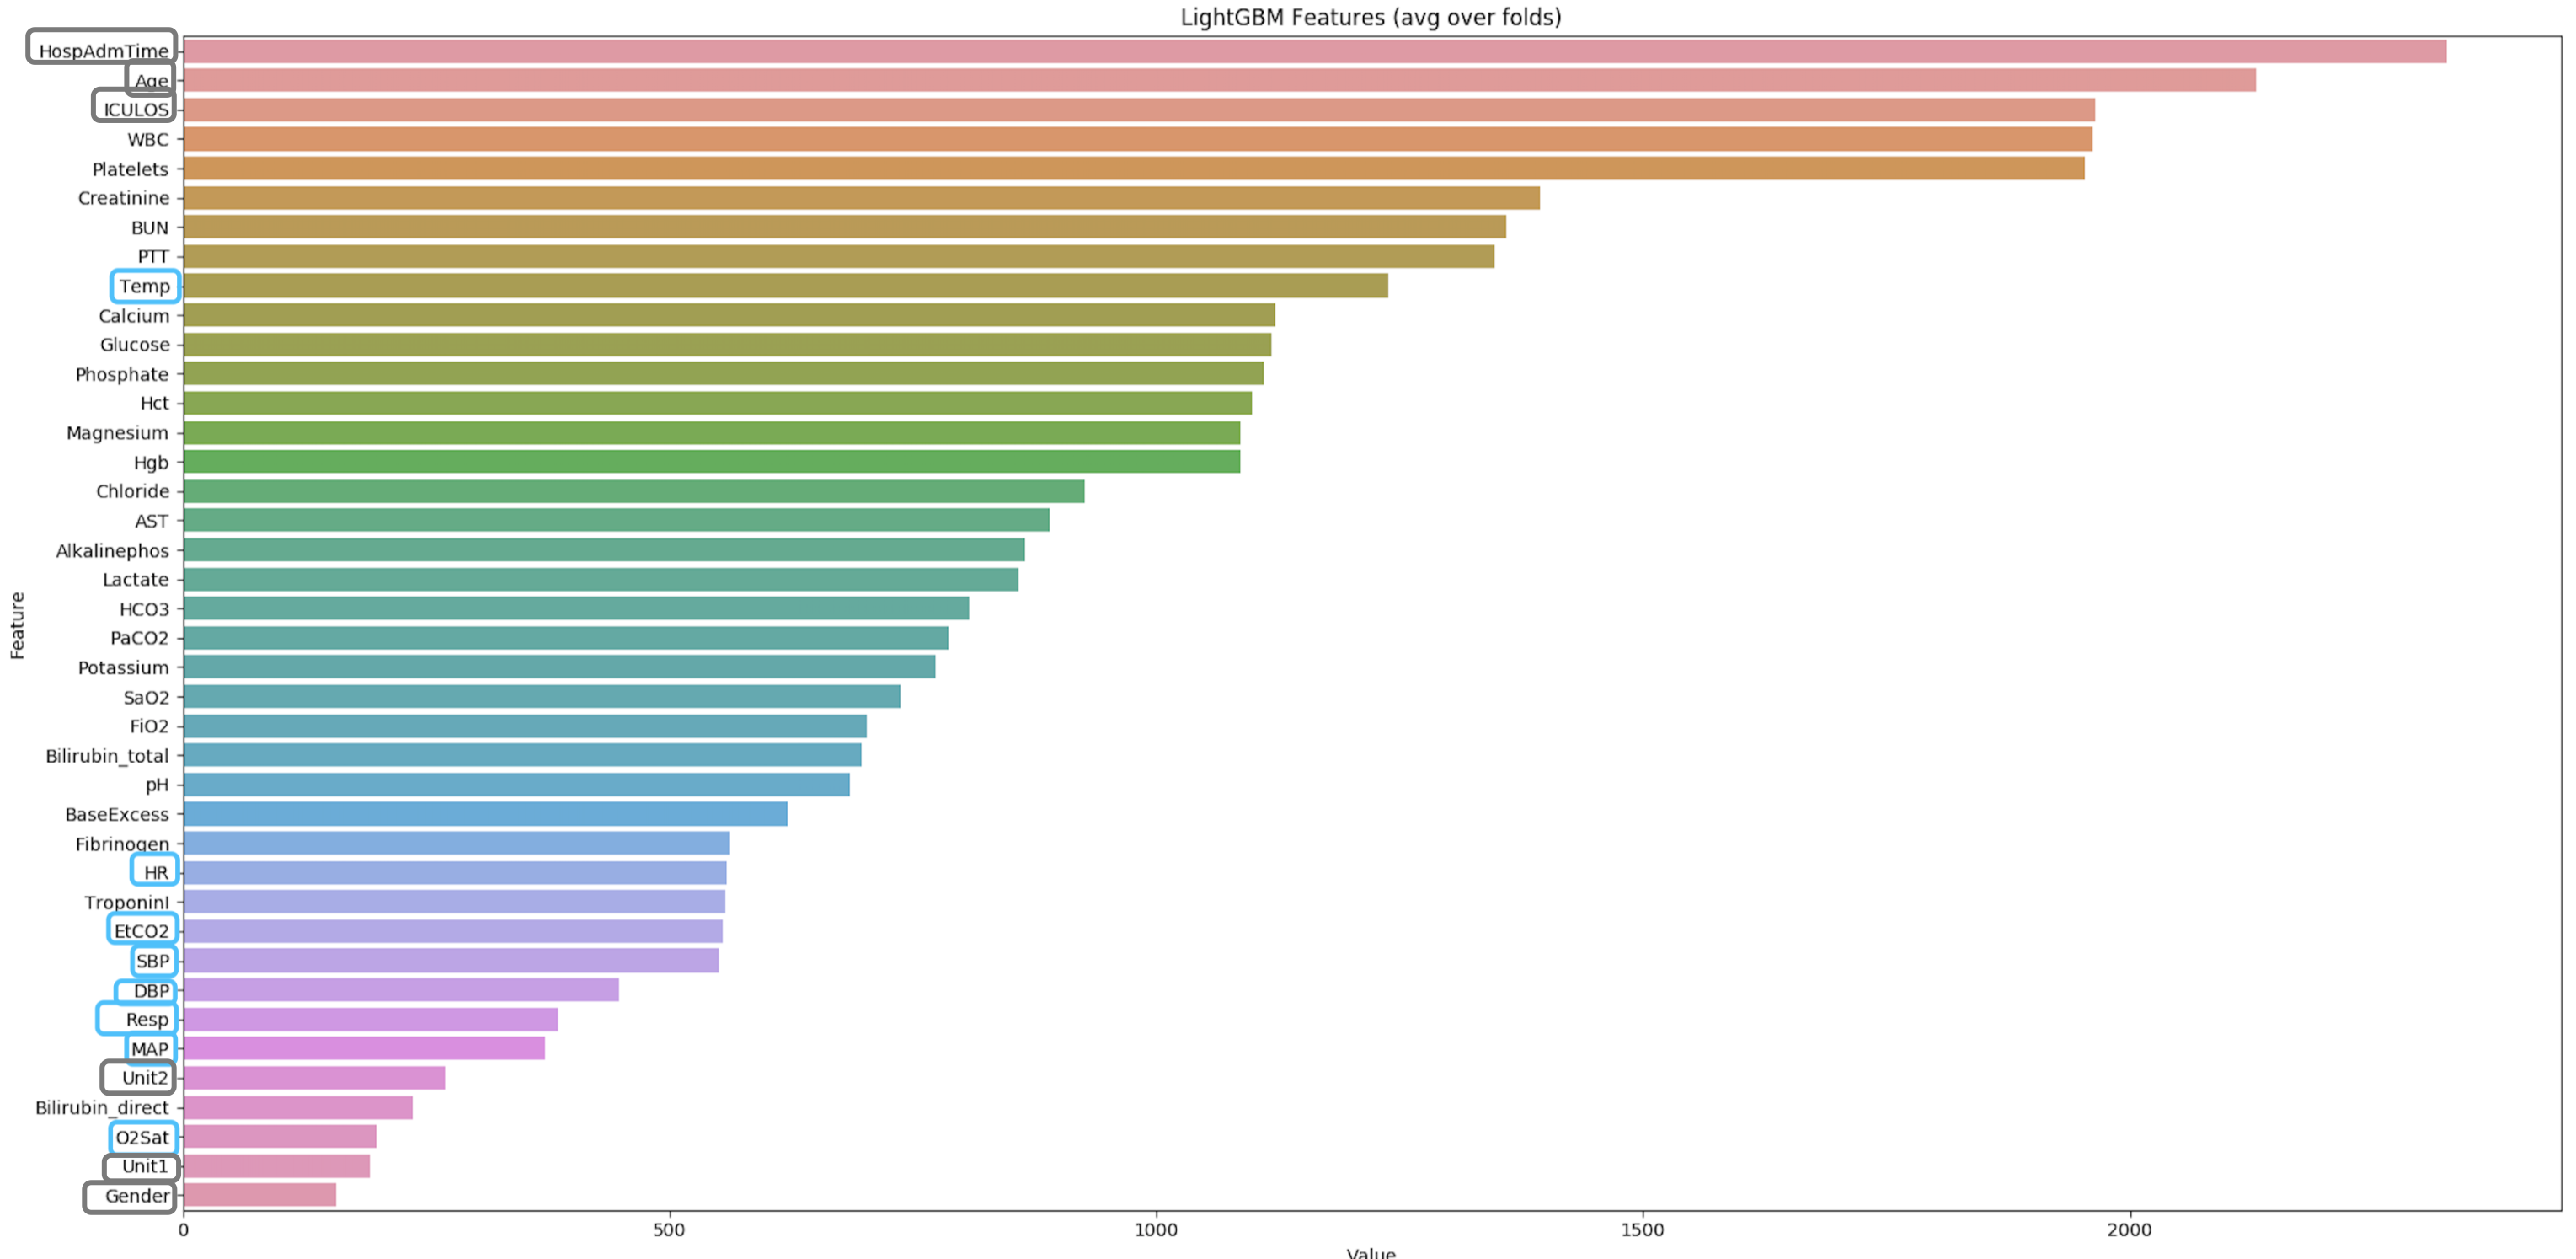 LightGBM Features (avg over folds)
HospAdmTime
Age
ICULOS
WBC
Platelets
Creatinine
BUN
PTT
Temp
Calcium
Glucose
Phosphate
Hct
Magnesium
Hgb
Chloride
AST
Alkalinephos
Lactate
HCO3
PaCO2
Potassium
SaO2
FiO2
Bilirubin_total
pH
BaseExcess
Fibrinogen
HR
TroponinI
EtCO2
SBP
DBP
Resp
MAP
Unit2
Bilirubin_direct
O2Sat
Unit1
Gender
Feature
0 500 1000 1500 2000
Value